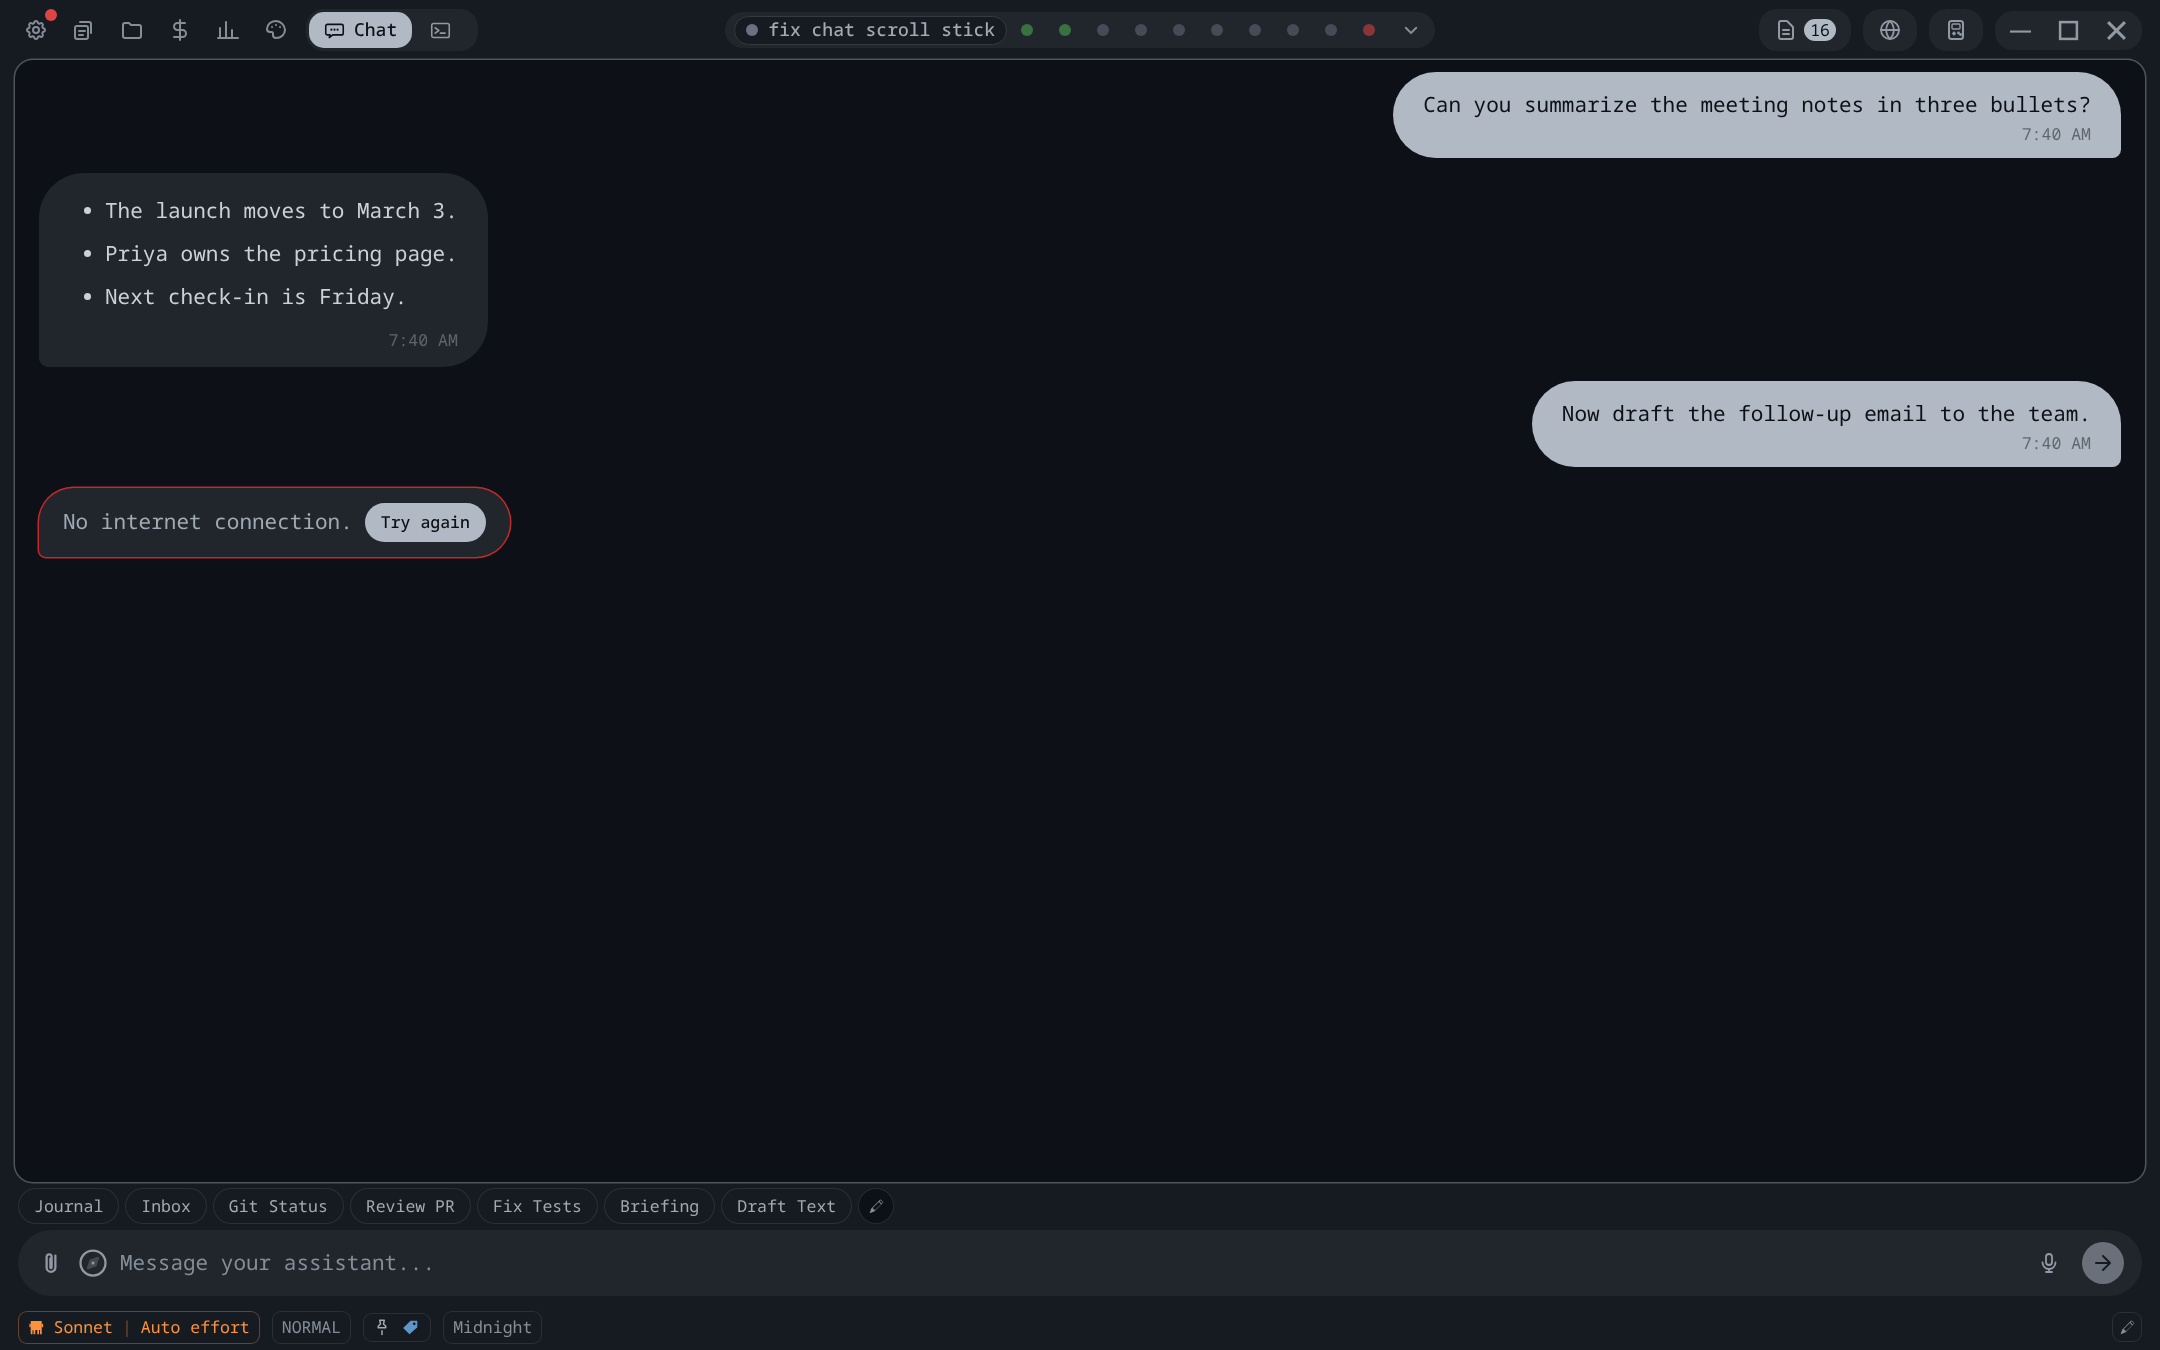 Chat
fix chat scroll stick
16
Can you summarize the meeting notes in three bullets?
7:40 AM
• The launch moves to March 3.
• Priya owns the pricing page.
• Next check-in is Friday.
7:40 AM
Now draft the follow-up email to the team.
7:40 AM
No internet connection. Try again
Journal Inbox Git Status Review PR Fix Tests Briefing Draft Text
Message your assistant...
Sonnet | Auto effort NORMAL Midnight